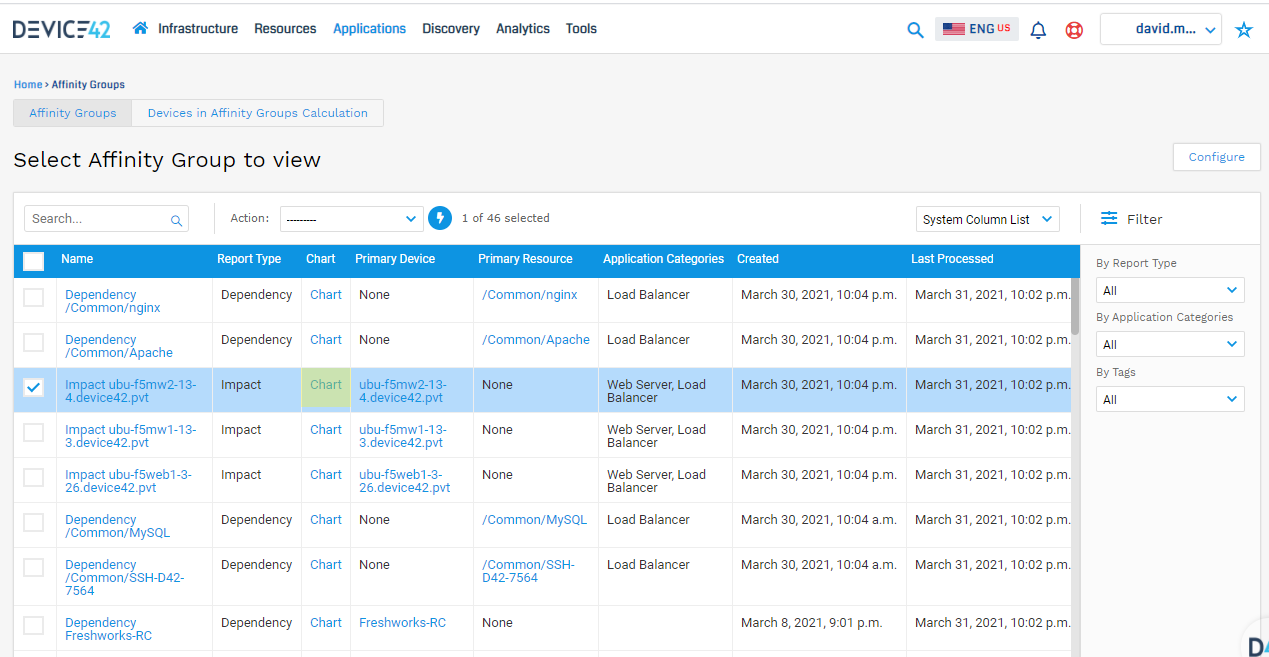 DEVICE42 Infrastructure Resources Applications Discovery Analytics Tools ENG US david.m...
Home › Affinity Groups
Affinity Groups Devices in Affinity Groups Calculation
Select Affinity Group to view Configure
Search... Action: --------- 1 of 46 selected System Column List Filter
Name Report Type Chart Primary Device Primary Resource Application Categories Created Last Processed
Dependency Dependency Chart None /Common/nginx Load Balancer March 30, 2021, 10:04 p.m. March 31, 2021, 10:02 p.m.
/Common/nginx
Dependency Dependency Chart None /Common/Apache Load Balancer March 30, 2021, 10:04 p.m. March 31, 2021, 10:02 p.m.
/Common/Apache
Impact ubu-f5mw2-13- Impact Chart ubu-f5mw2-13- None Web Server, Load March 30, 2021, 10:04 p.m. March 31, 2021, 10:02 p.m.
4.device42.pvt 4.device42.pvt Balancer
Impact ubu-f5mw1-13- Impact Chart ubu-f5mw1-13- None Web Server, Load March 30, 2021, 10:04 p.m. March 31, 2021, 10:02 p.m.
3.device42.pvt 3.device42.pvt Balancer
Impact ubu-f5web1-3- Impact Chart ubu-f5web1-3- None Web Server, Load March 30, 2021, 10:04 p.m. March 31, 2021, 10:02 p.m.
26.device42.pvt 26.device42.pvt Balancer
Dependency Dependency Chart None /Common/MySQL Load Balancer March 30, 2021, 10:04 a.m. March 31, 2021, 10:02 p.m.
/Common/MySQL
Dependency Dependency Chart None /Common/SSH- Load Balancer March 30, 2021, 10:04 a.m. March 31, 2021, 10:02 p.m.
/Common/SSH-D42- D42-7564
7564
Dependency Dependency Chart Freshworks-RC None March 8, 2021, 9:01 p.m. March 31, 2021, 10:02 p.m.
Freshworks-RC
By Report Type
All
By Application Categories
All
By Tags
All